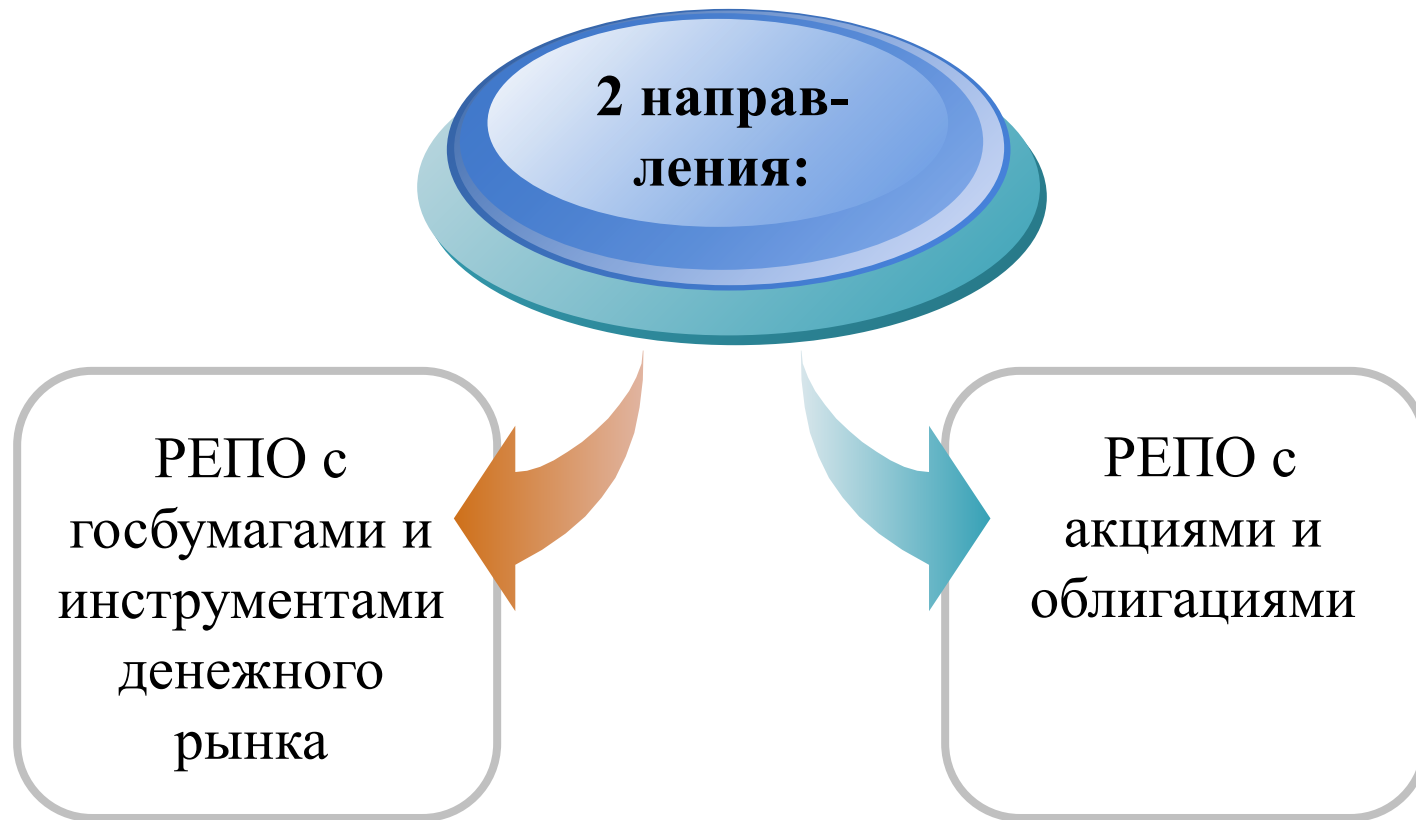 2 направ-
ления:
РЕПО с
госбумагами и
инструментами
денежного
рынка
РЕПО с
акциями и
облигациями